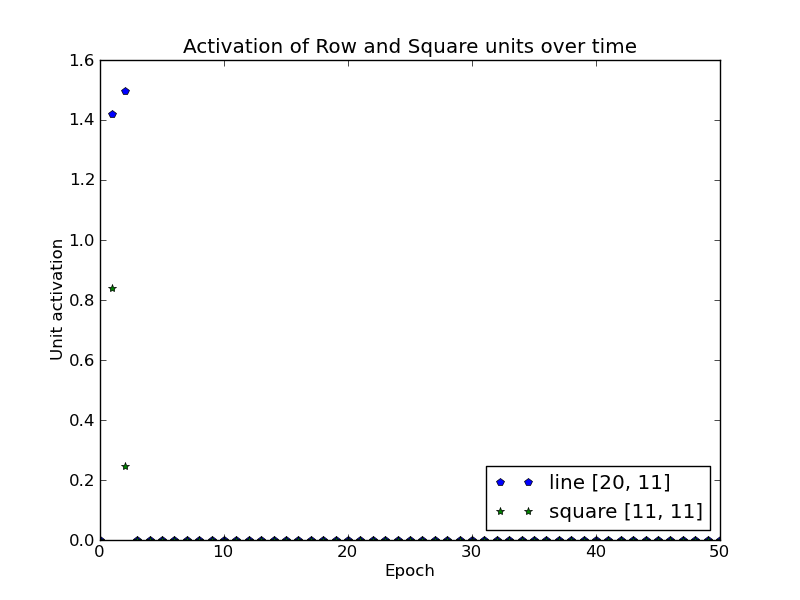 Activation of Row and Square units over time
1.6
1.4
1.2
1.0
0.8
0.6
0.4
0.2
0.0
Unit activation
line [20, 11]
square [11, 11]
0 10 20 30 40 50
Epoch